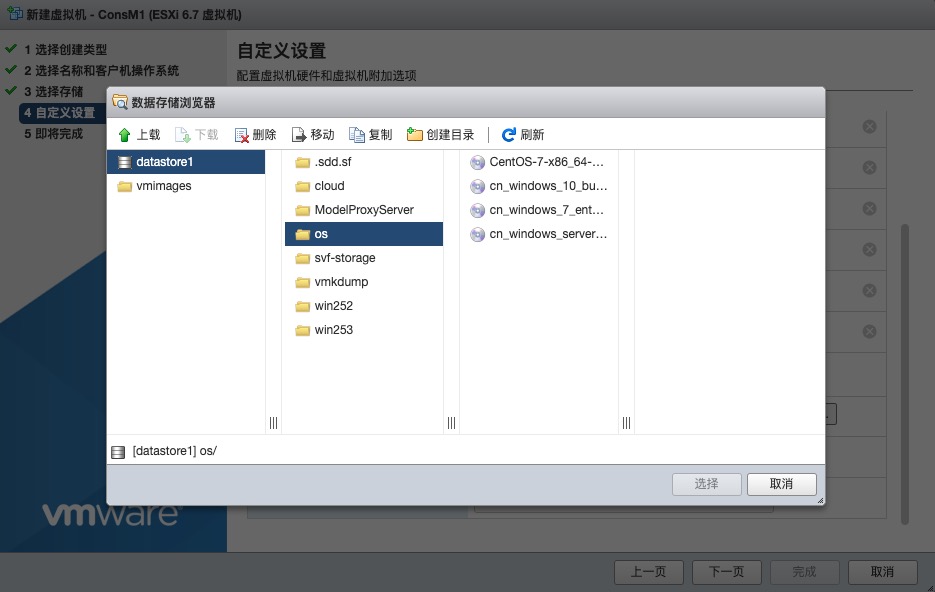 新建虚拟机 - ConsM1 (ESXi 6.7 虚拟机)
1 选择创建类型
2 选择名称和客户机操作系统
3 选择存储
4 自定义设置
5 即将完成
自定义设置
配置虚拟机硬件和虚拟机附加选项
数据存储浏览器
上载 下载 删除 移动 复制 创建目录 刷新
datastore1
vmimages
.sdd.sf
cloud
ModelProxyServer
os
svf-storage
vmkdump
win252
win253
CentOS-7-x86_64-...
cn_windows_10_bu...
cn_windows_7_ent...
cn_windows_server...
[datastore1] os/
选择 取消
vmware
上一页 下一页 完成 取消